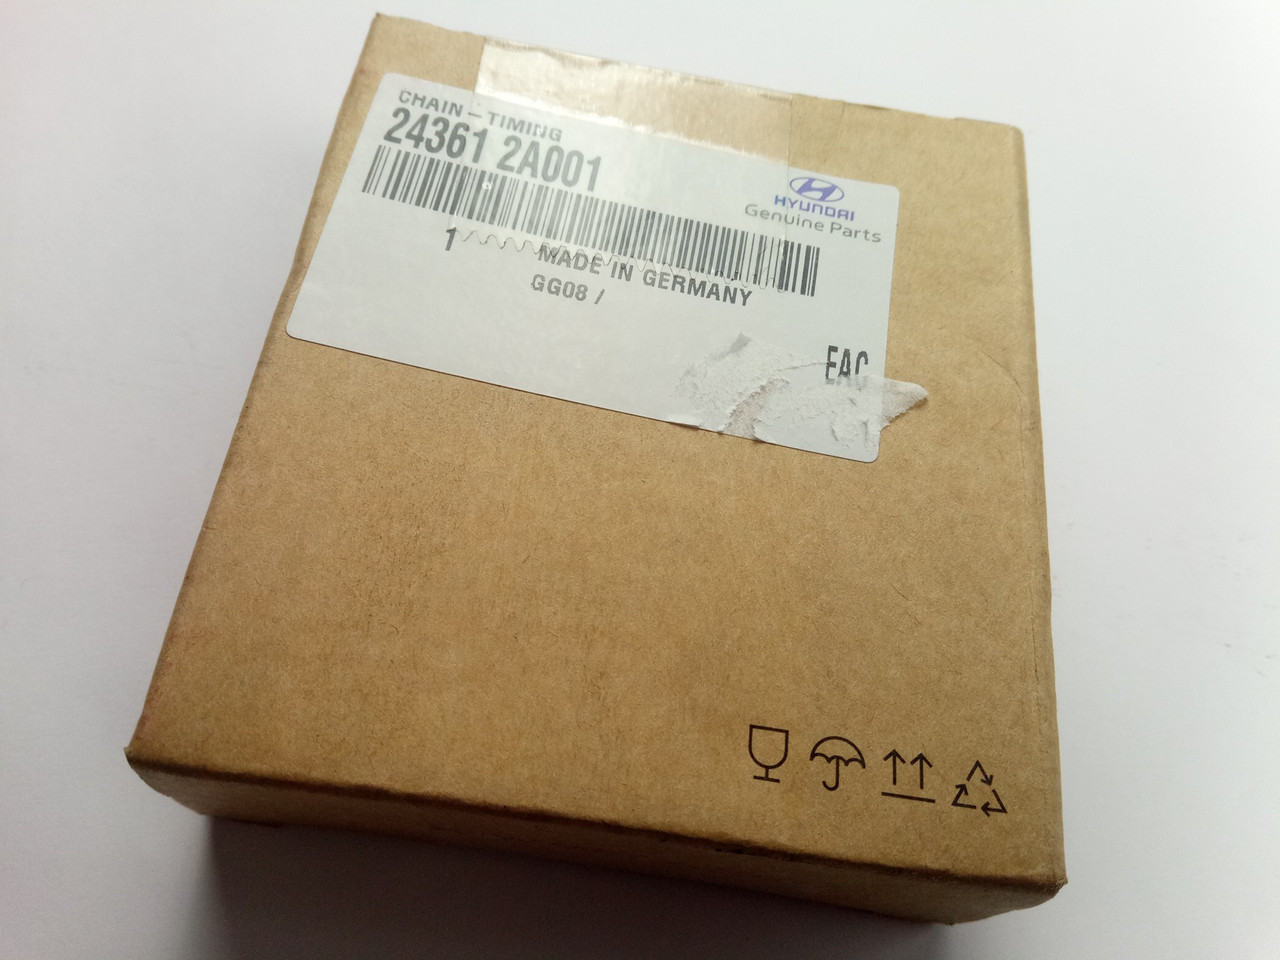 CHAIN - TIMING
24361 2A001
HYUNDAI
Genuine Parts
1
MADE IN GERMANY
GG08 /
EAC